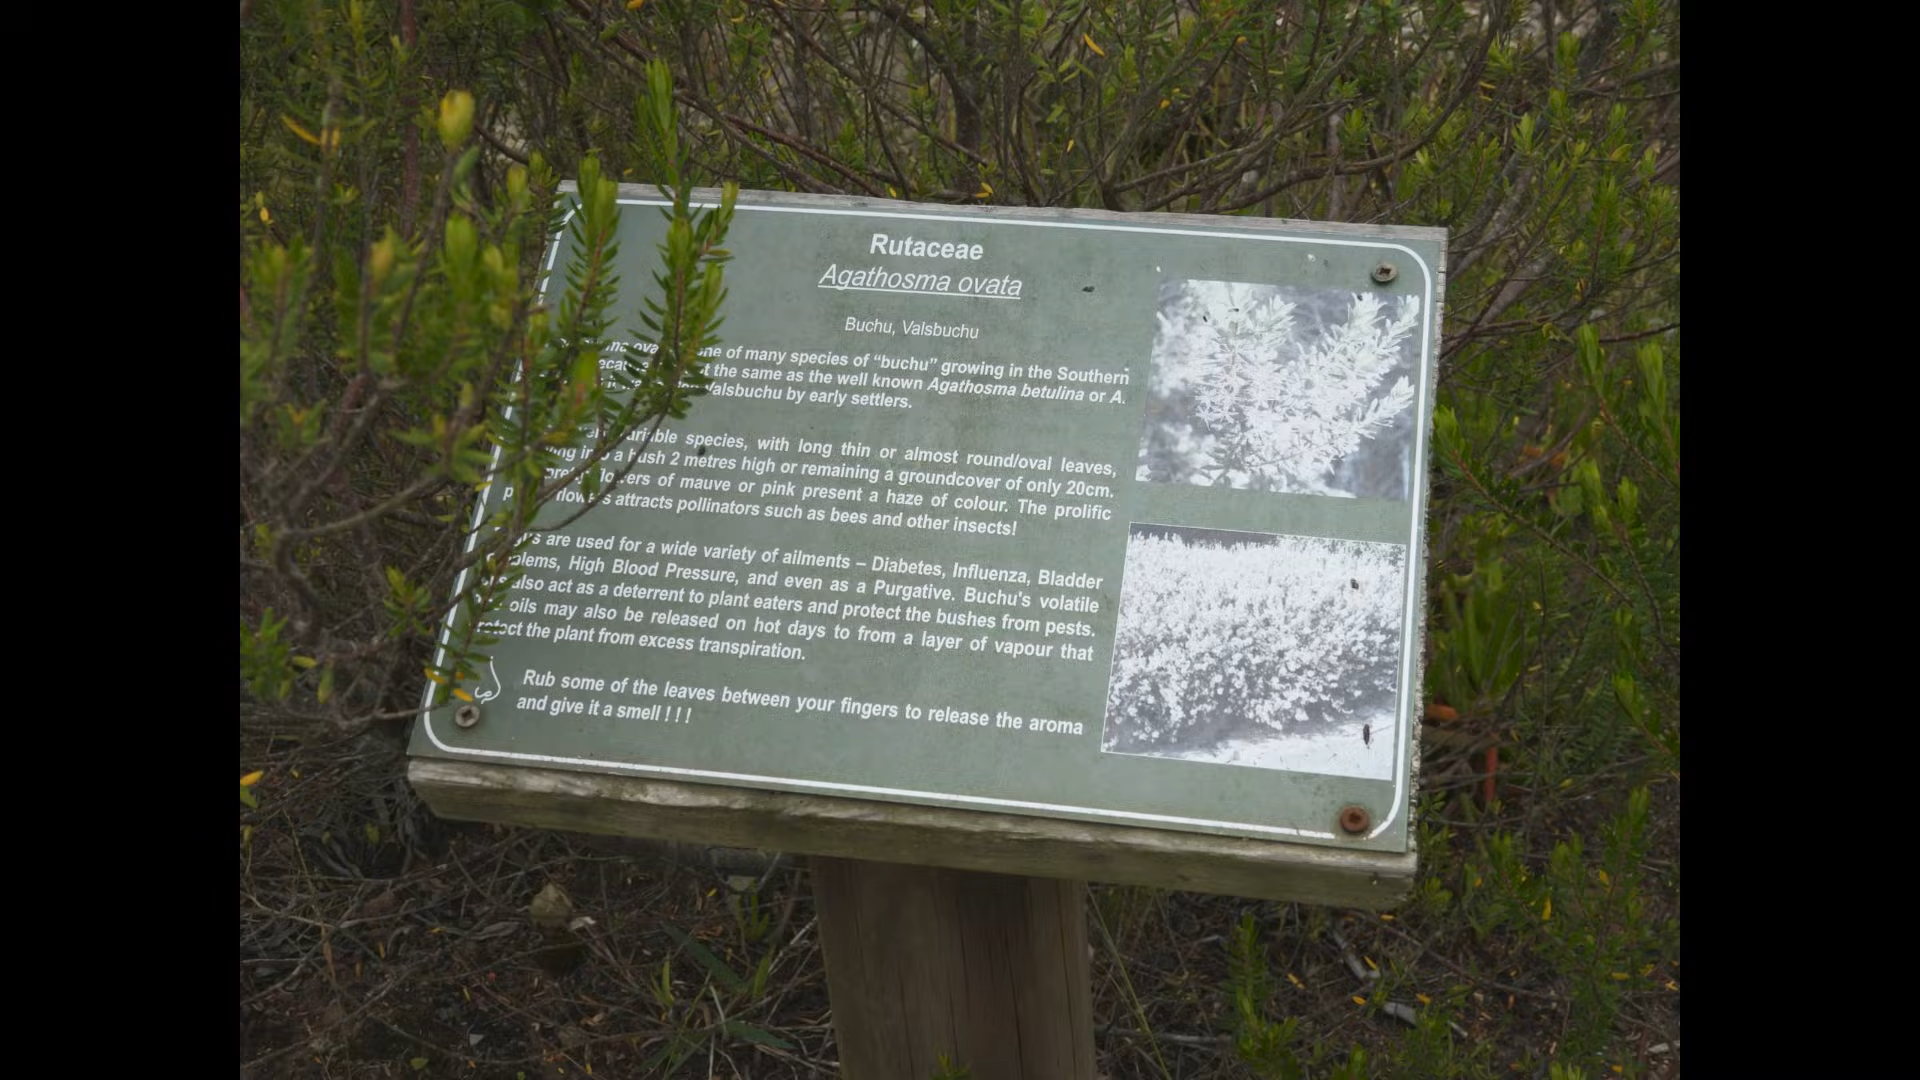 Rutaceae
Agathosma ovata
Buchu, Valsbuchu
one of many species of “buchu” growing in the Southern
the same as the well known Agathosma betulina or A.
Valsbuchu by early settlers.
variable species, with long thin or almost round/oval leaves,
into a bush 2 metres high or remaining a groundcover of only 20cm.
pretty flowers of mauve or pink present a haze of colour. The prolific
flowers attracts pollinators such as bees and other insects!
are used for a wide variety of ailments – Diabetes, Influenza, Bladder
High Blood Pressure, and even as a Purgative. Buchu's volatile
also act as a deterrent to plant eaters and protect the bushes from pests.
oils may also be released on hot days to from a layer of vapour that
the plant from excess transpiration.
Rub some of the leaves between your fingers to release the aroma
and give it a smell ! ! !